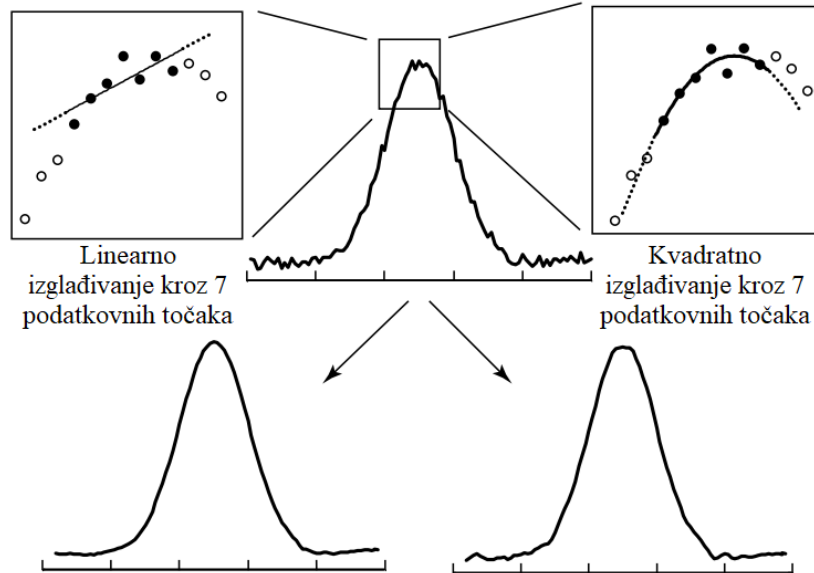 Linearno
izglađivanje kroz 7
podatkovnih točaka
Kvadratno
izglađivanje kroz 7
podatkovnih točaka